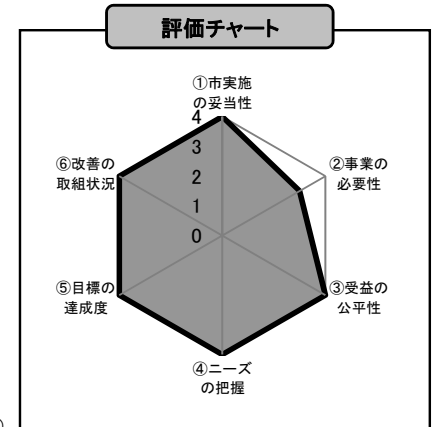 評価チャート
①市実施
の妥当性
4
3
2
1
0
②事業の
必要性
③受益の
公平性
④ニーズ
の把握
⑤目標の
達成度
⑥改善の
取組状況